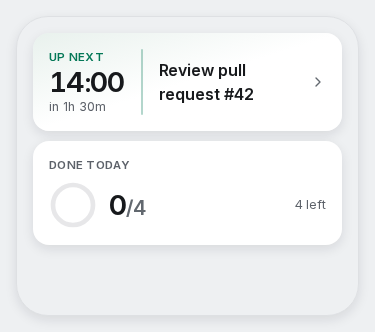 UP NEXT
14:00
in 1h 30m
Review pull
request #42
DONE TODAY
0/4
4 left